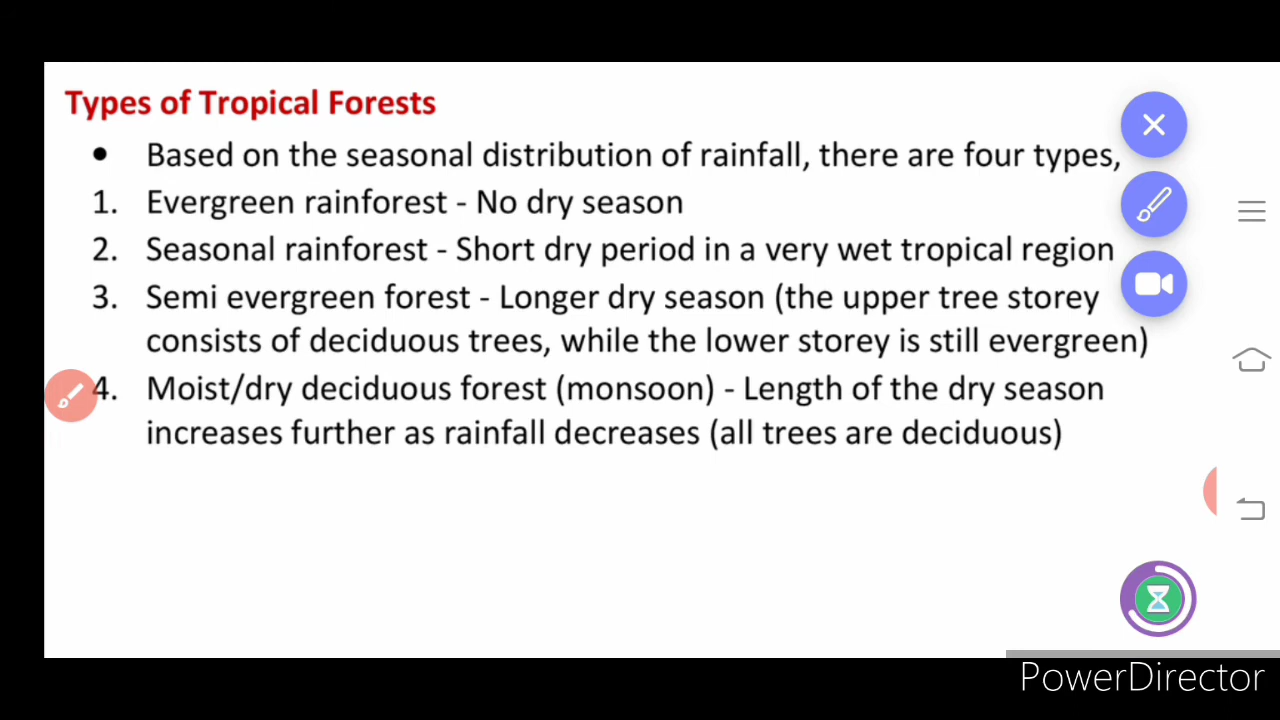 Types of Tropical Forests
• Based on the seasonal distribution of rainfall, there are four types,
1. Evergreen rainforest - No dry season
2. Seasonal rainforest - Short dry period in a very wet tropical region
3. Semi evergreen forest - Longer dry season (the upper tree storey
consists of deciduous trees, while the lower storey is still evergreen)
4. Moist/dry deciduous forest (monsoon) - Length of the dry season
increases further as rainfall decreases (all trees are deciduous)
PowerDirector